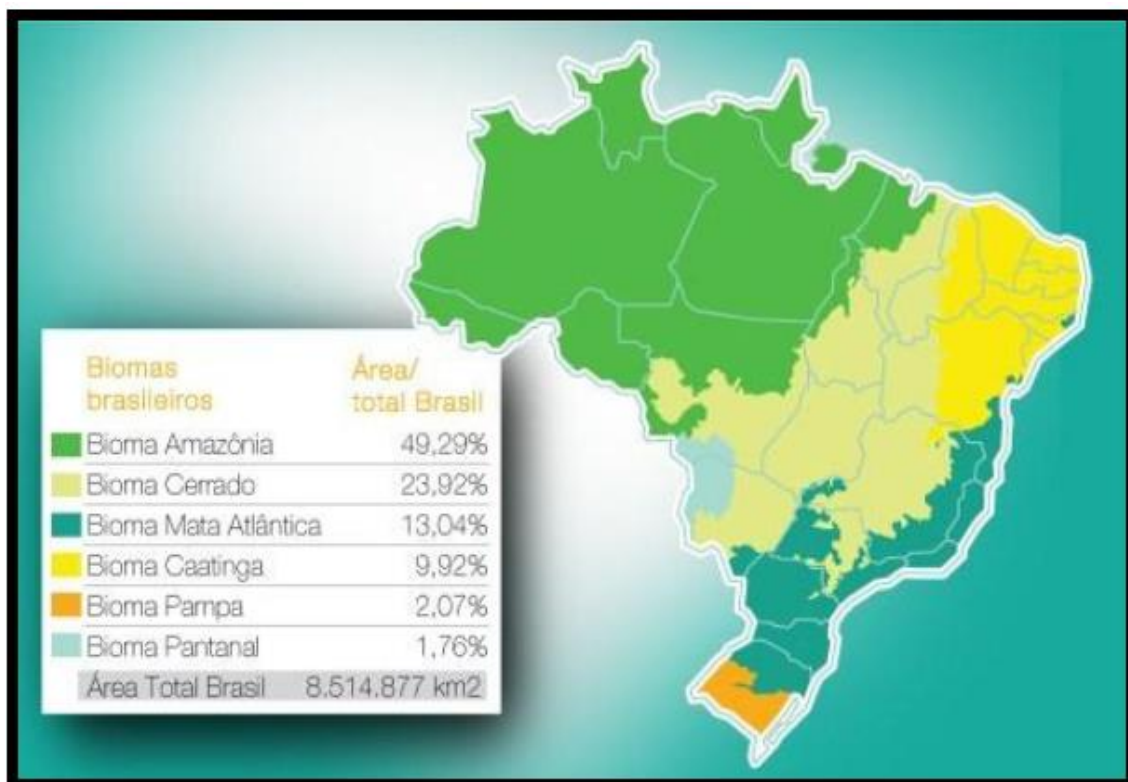 Biomas
brasileiros
Área/
total Brasil
Bioma Amazônia 49,29%
Bioma Cerrado 23,92%
Bioma Mata Atlântica 13,04%
Bioma Caatinga 9,92%
Bioma Pampa 2,07%
Bioma Pantanal 1,76%
Área Total Brasil 8.514.877 km2